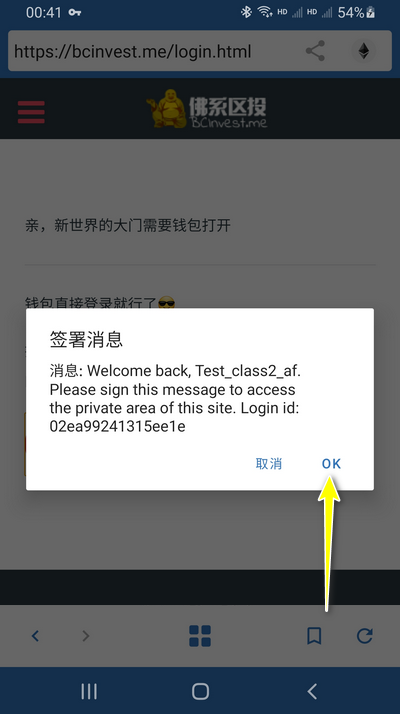 00:41 HD HD 54%
https://bcinvest.me/login.html
佛系区投
BCInvest.me
亲，新世界的大门需要钱包打开
钱包直接登录就行了😎
签署消息
消息: Welcome back, Test_class2_af.
Please sign this message to access
the private area of this site. Login id:
02ea99241315ee1e
取消 OK